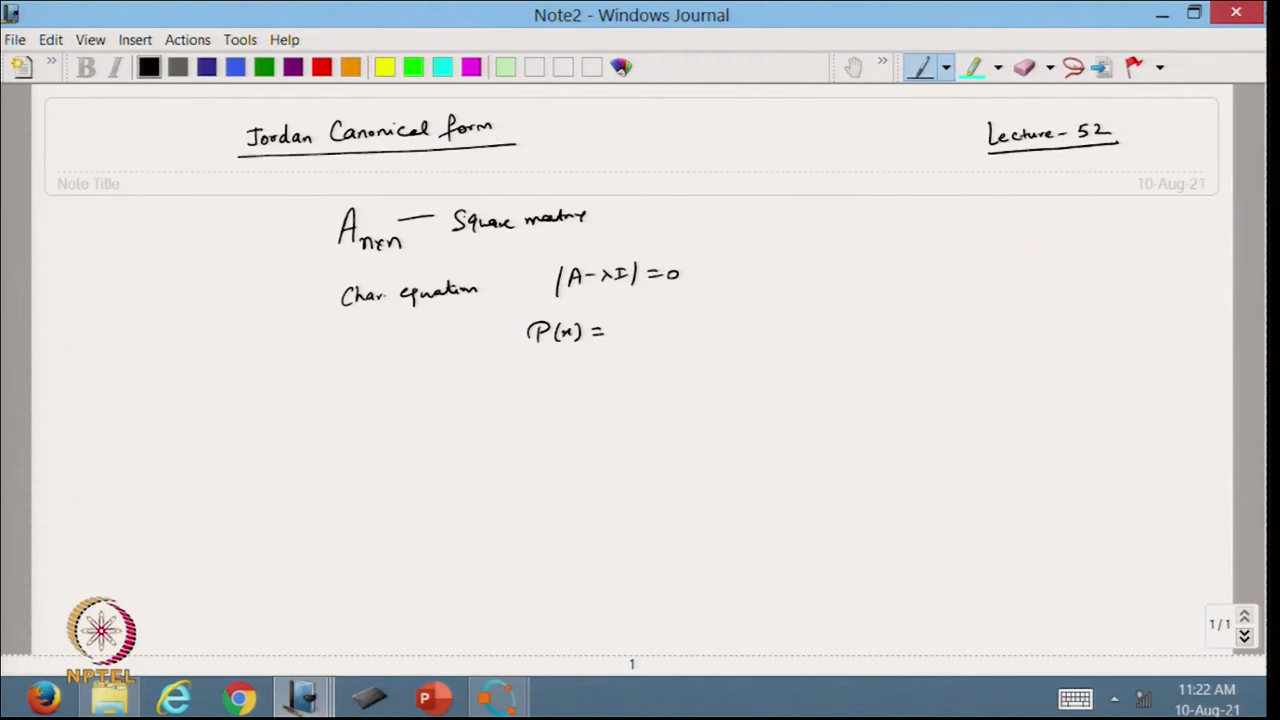 Note2 - Windows Journal
File Edit View Insert Actions Tools Help
B I
Jordan Canonical form
Lecture - 52
Note Title
10-Aug-21
A n×n — Square matrix
Char. equation |A-λI| = 0
P(x) =
1/1
1
NPTEL
11:22 AM
10-Aug-21